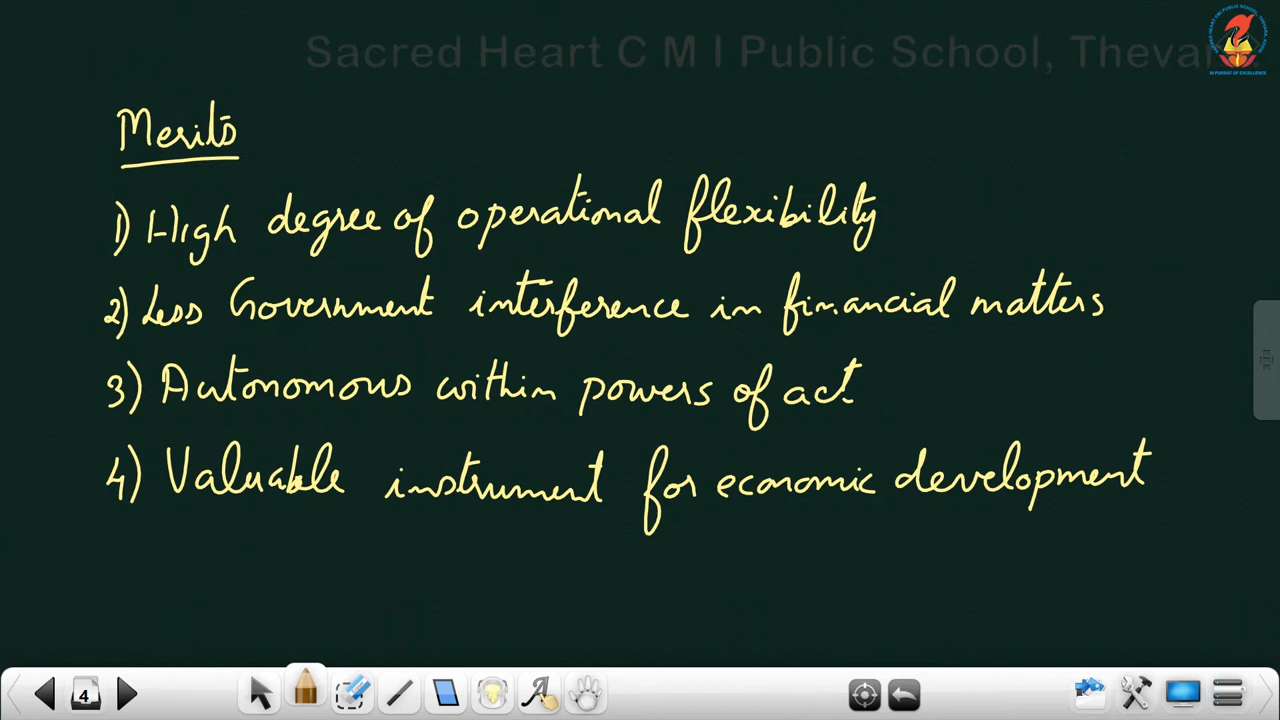 Sacred Heart C M I Public School, Thevara
Merits
1) High degree of operational flexibility
2) Less Government interference in financial matters
3) Autonomous within powers of act.
4) Valuable instrument for economic development
4